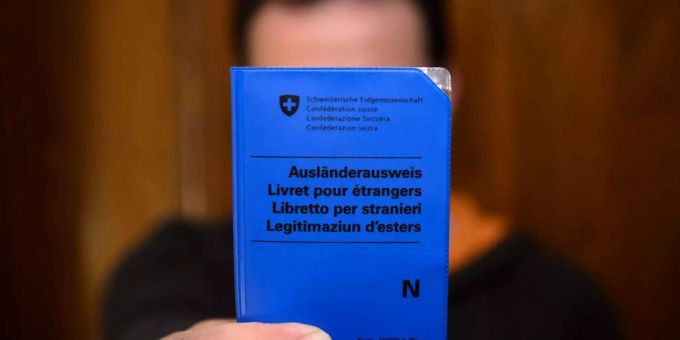 Schweizerische Eidgenossenschaft
Confédération suisse
Confederazione Svizzera
Confederaziun svizra
Ausländerausweis
Livret pour étrangers
Libretto per stranieri
Legitimaziun d'esters
N